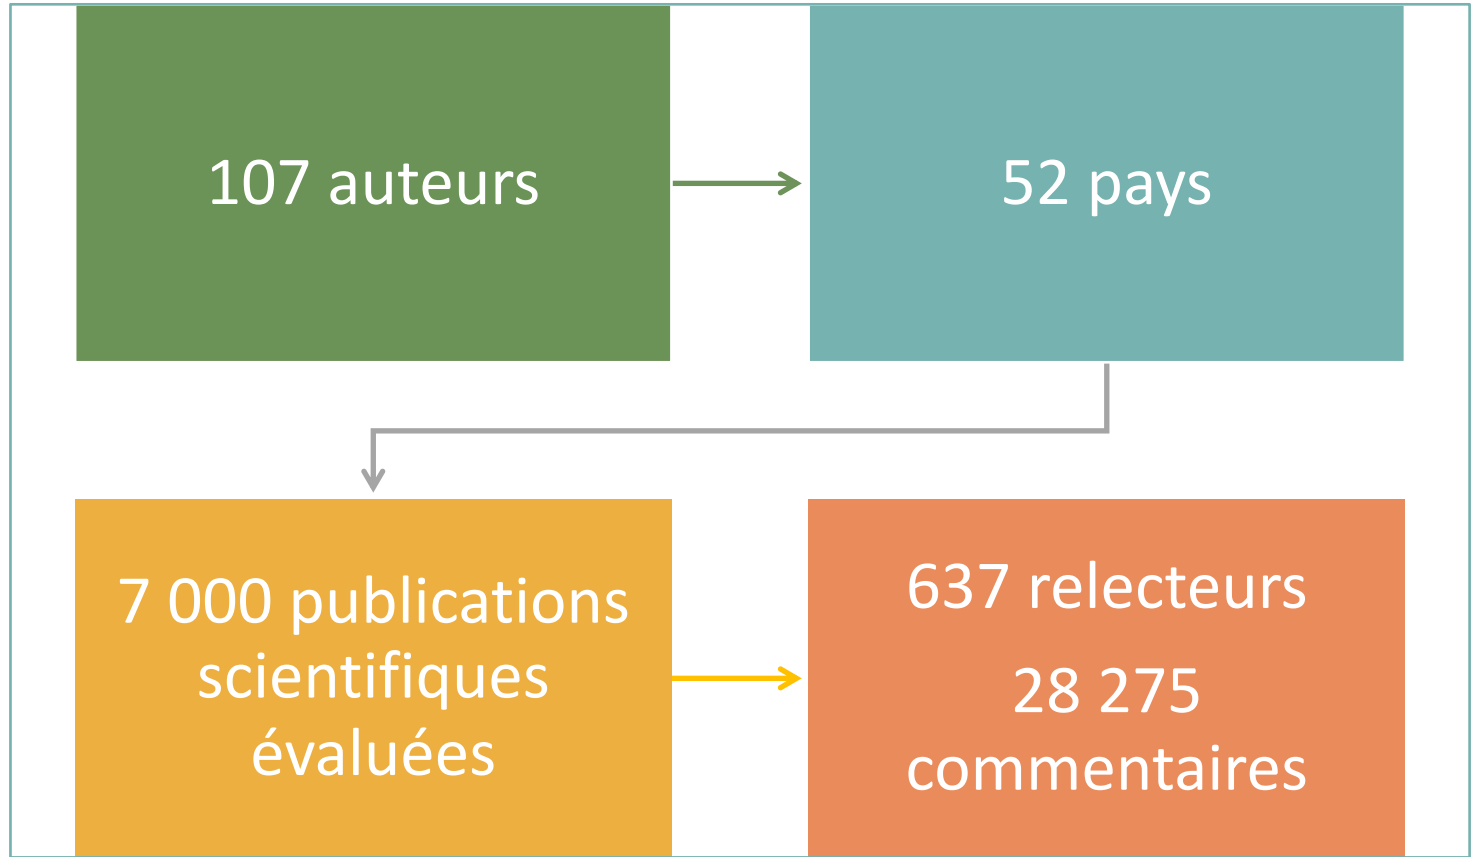 107 auteurs
52 pays
7 000 publications
scientifiques
évaluées
637 relecteurs
28 275
commentaires